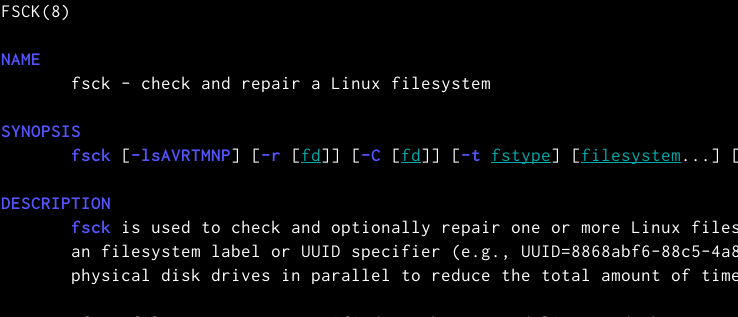 FSCK(8)
NAME
fsck - check and repair a Linux filesystem
SYNOPSIS
fsck [-lsAVRTMNP] [-r [fd]] [-C [fd]] [-t fstype] [filesystem...] [
DESCRIPTION
fsck is used to check and optionally repair one or more Linux files
an filesystem label or UUID specifier (e.g., UUID=8868abf6-88c5-4a8
physical disk drives in parallel to reduce the total amount of time